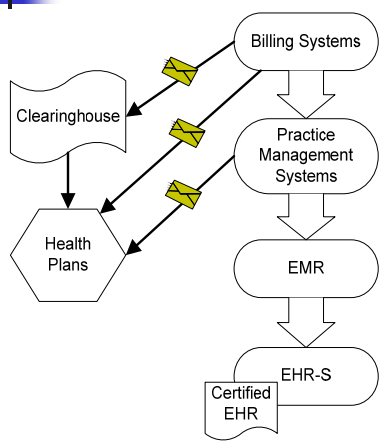 Billing Systems
Clearinghouse
Practice
Management
Systems
Health
Plans
EMR
EHR-S
Certified
EHR